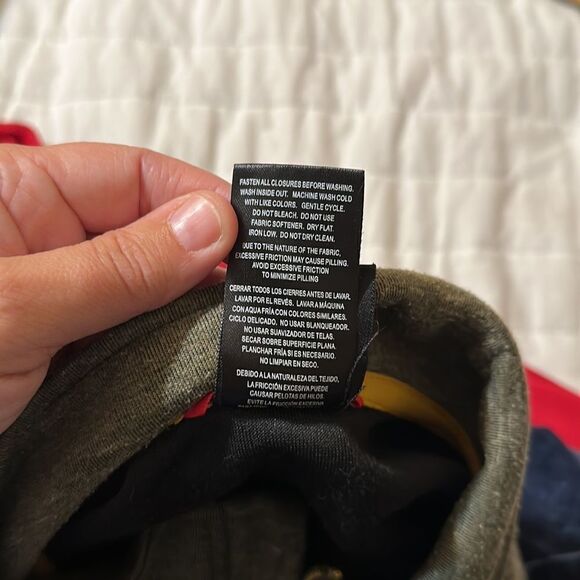 FASTEN ALL CLOSURES BEFORE WASHING.
WASH INSIDE OUT. MACHINE WASH COLD
WITH LIKE COLORS. GENTLE CYCLE.
DO NOT BLEACH. DO NOT USE
FABRIC SOFTENER. DRY FLAT.
IRON LOW. DO NOT DRY CLEAN.
DUE TO THE NATURE OF THE FABRIC,
EXCESSIVE FRICTION MAY CAUSE PILLING.
AVOID EXCESSIVE FRICTION
TO MINIMIZE PILLING
CERRAR TODOS LOS CIERRES ANTES DE LAVAR.
LAVAR POR EL REVÉS. LAVAR A MÁQUINA
CON AQUA FRÍA CON COLORES SIMILARES.
CICLO DELICADO. NO USAR BLANQUEADOR.
NO USAR SUAVIZADOR DE TELAS.
SECAR SOBRE SUPERFICIE PLANA.
PLANCHAR FRÍA SI ES NECESARIO.
NO LIMPIAR EN SECO.
DEBIDO A LA NATURALEZA DEL TEJIDO,
LA FRICCIÓN EXCESIVA PUEDE
CAUSAR PELOTAS DE HILOS.
EVITE LA FRICCIÓN EXCESIVA